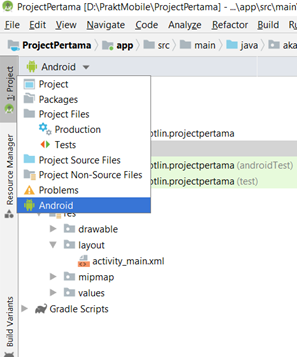 ProjectPertama [D:\PraktMobile\ProjectPertama] - ...\app\src\main
File Edit View Navigate Code Analyze Refactor Build
ProjectPertama app src main java aka
Android
1: Project
Resource Manager
Build Variants
Project
Packages
Project Files
Production
Tests
Project Source Files
Project Non-Source Files
Problems
Android
otlin.projectpertama
otlin.projectpertama (androidTest)
otlin.projectpertama (test)
res
drawable
layout
activity_main.xml
mipmap
values
Gradle Scripts